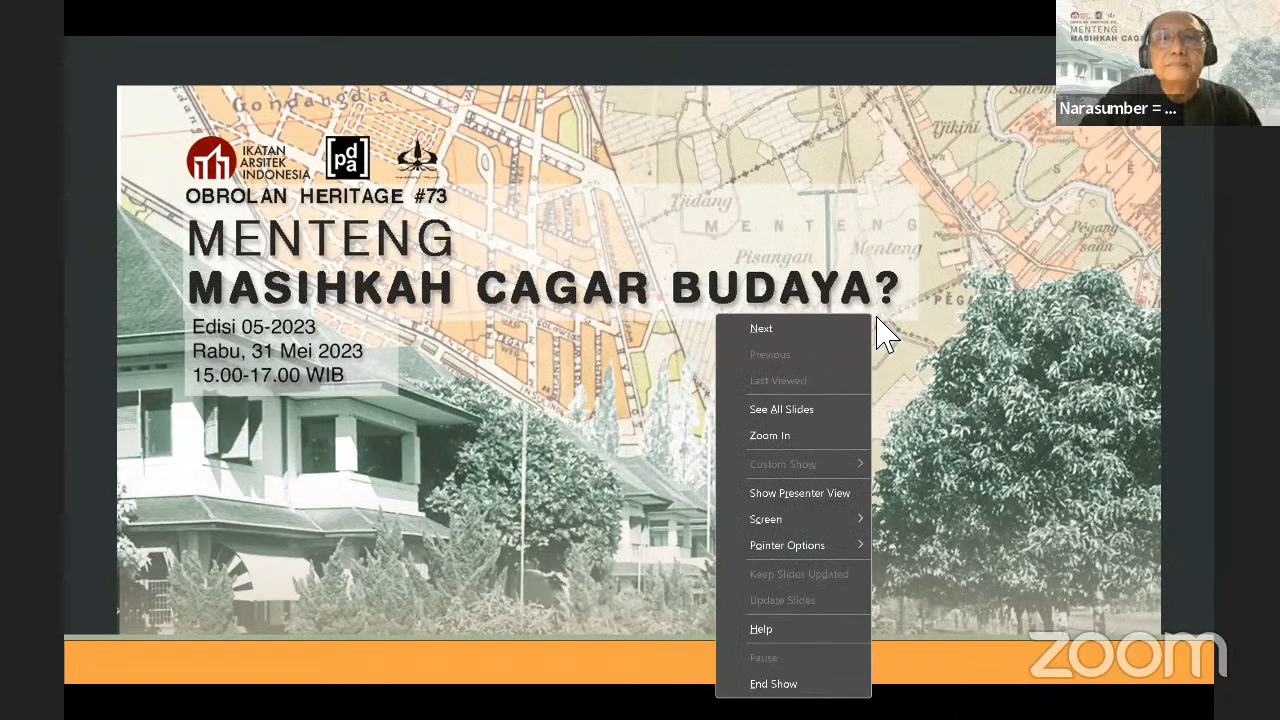 Gondangdia
Tjikini
Tjidang
MENTENG
Menteng
Pisangan
Pegang
saan
PEGA
IKATAN
ARSITEK
INDONESIA
pda
OBROLAN HERITAGE #73
MENTENG
MASIHKAH CAGAR BUDAYA?
Edisi 05-2023
Rabu, 31 Mei 2023
15.00-17.00 WIB
MENTENG
MASIHKAH CAGA
Narasumber = ...
Next
Previous
Last Viewed
See All Slides
Zoom In
Custom Show
Show Presenter View
Screen
Pointer Options
Keep Slides Updated
Update Slides
Help
Pause
End Show
zoom